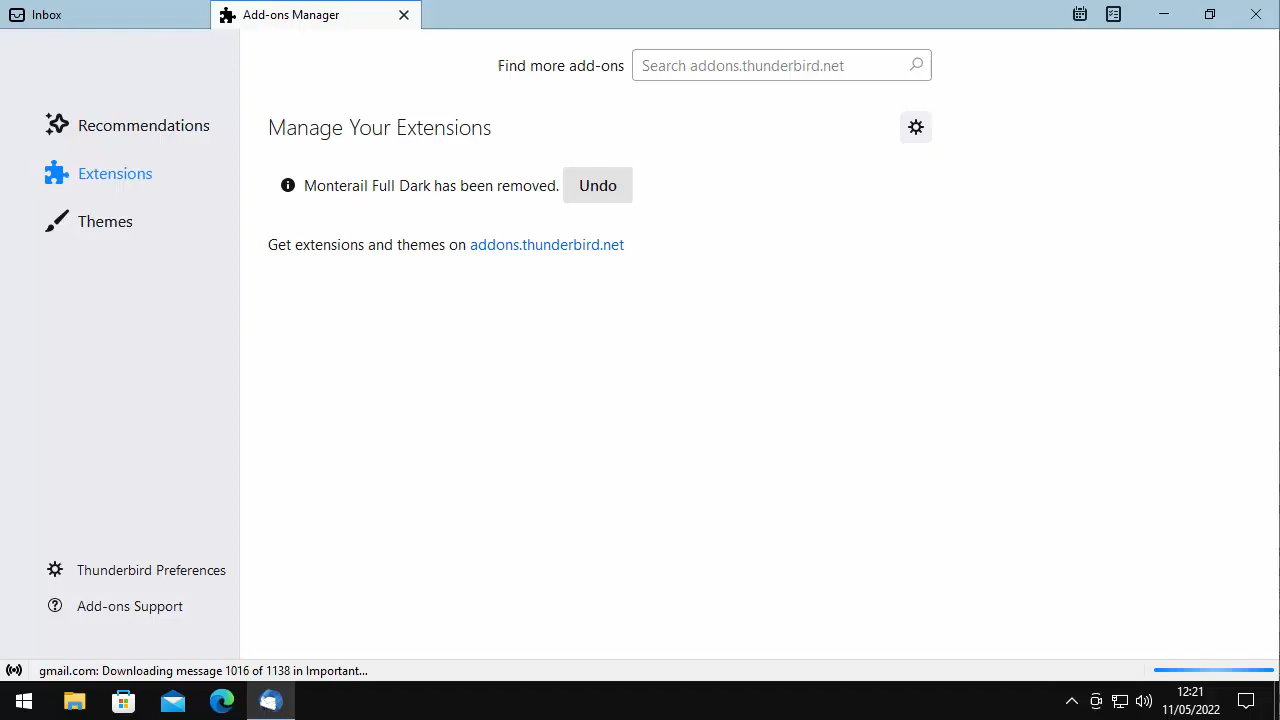 Inbox
Add-ons Manager
Find more add-ons
Search addons.thunderbird.net
Recommendations
Extensions
Themes
Manage Your Extensions
Monterail Full Dark has been removed.
Undo
Get extensions and themes on addons.thunderbird.net
Thunderbird Preferences
Add-ons Support
gmail.com: Downloading message 1016 of 1138 in Important...
12:21
11/05/2022